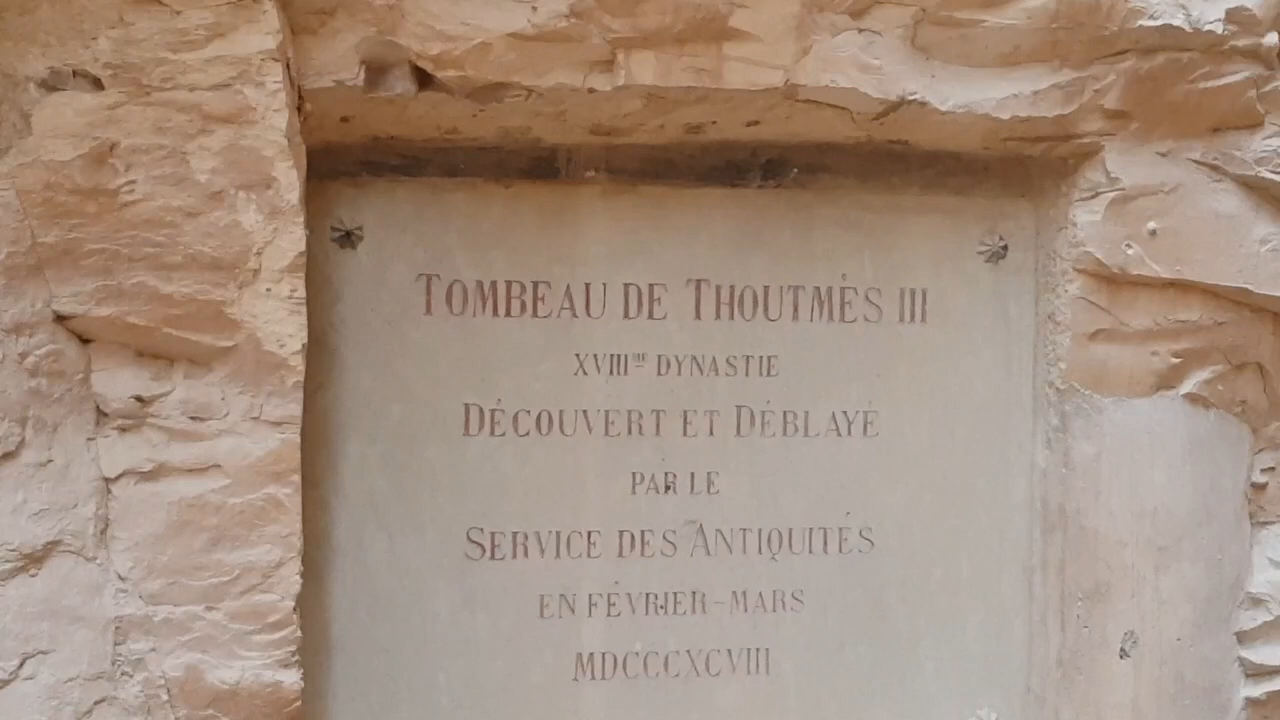 TOMBEAU DE THOUTMÈS III
XVIIIME DYNASTIE
DÉCOUVERT ET DÉBLAYÉ
PAR LE
SERVICE DES ANTIQUITÉS
EN FÉVRIER-MARS
MDCCCXCVIII